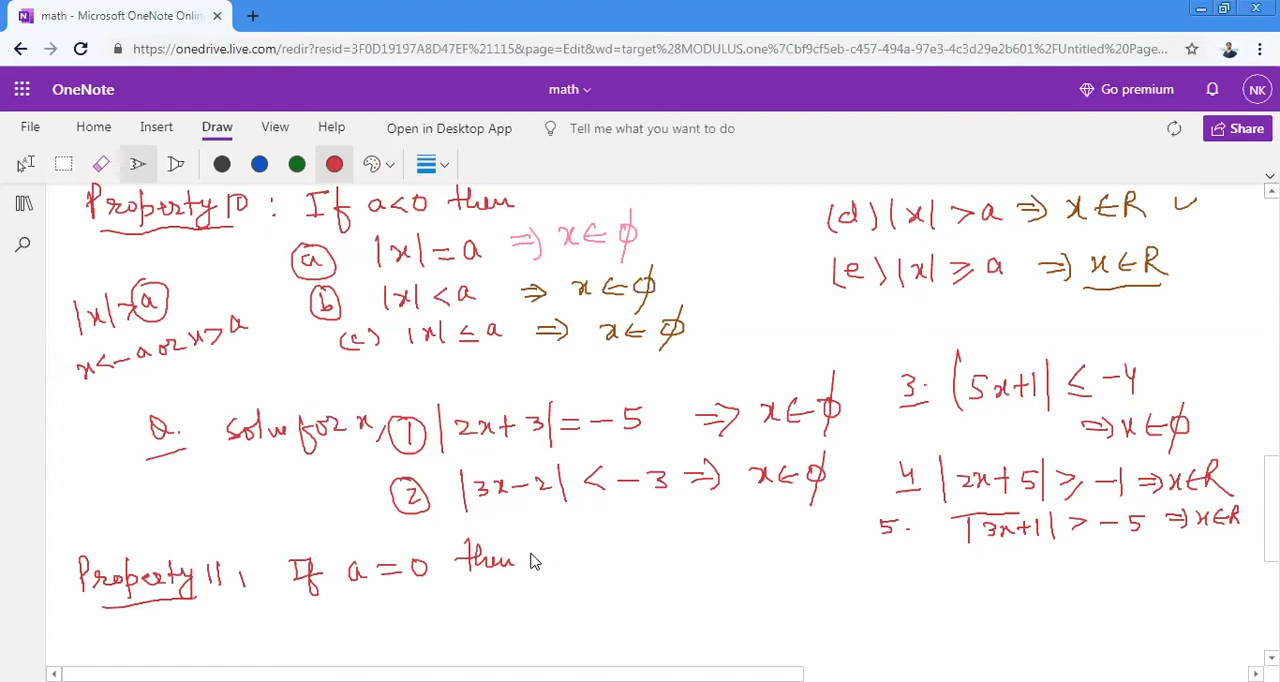 math - Microsoft OneNote Onlin
https://onedrive.live.com/redir?resid=3F0D19197A8D47EF%21115&page=Edit&wd=target%28MODULUS.one%7Cbf9cf5eb-c457-494a-97e3-4c3d29e2b601%2FUntitled%20Page...
OneNote
math
Go premium
NK
File Home Insert Draw View Help Open in Desktop App Tell me what you want to do
Share
Property 10 : If a<0 then
(a) |x| = a ⇒ x ∈ ϕ
(b) |x| < a ⇒ x ∈ ϕ
(c) |x| ≤ a ⇒ x ∈ ϕ
(d) |x| > a ⇒ x ∈ R ✓
(e) |x| ⩾ a ⇒ x ∈ R
|x| > a
x < -a or x > a
Q. solve for x, (1) |2x+3| = -5 ⇒ x ∈ ϕ
(2) |3x-2| < -3 ⇒ x ∈ ϕ
3. |5x+1| ≤ -4
⇒ x ∈ ϕ
4 |2x+5| ⩾ -1 ⇒ x ∈ R
5. |3x+1| > -5 ⇒ x ∈ R
Property 11, If a = 0 then